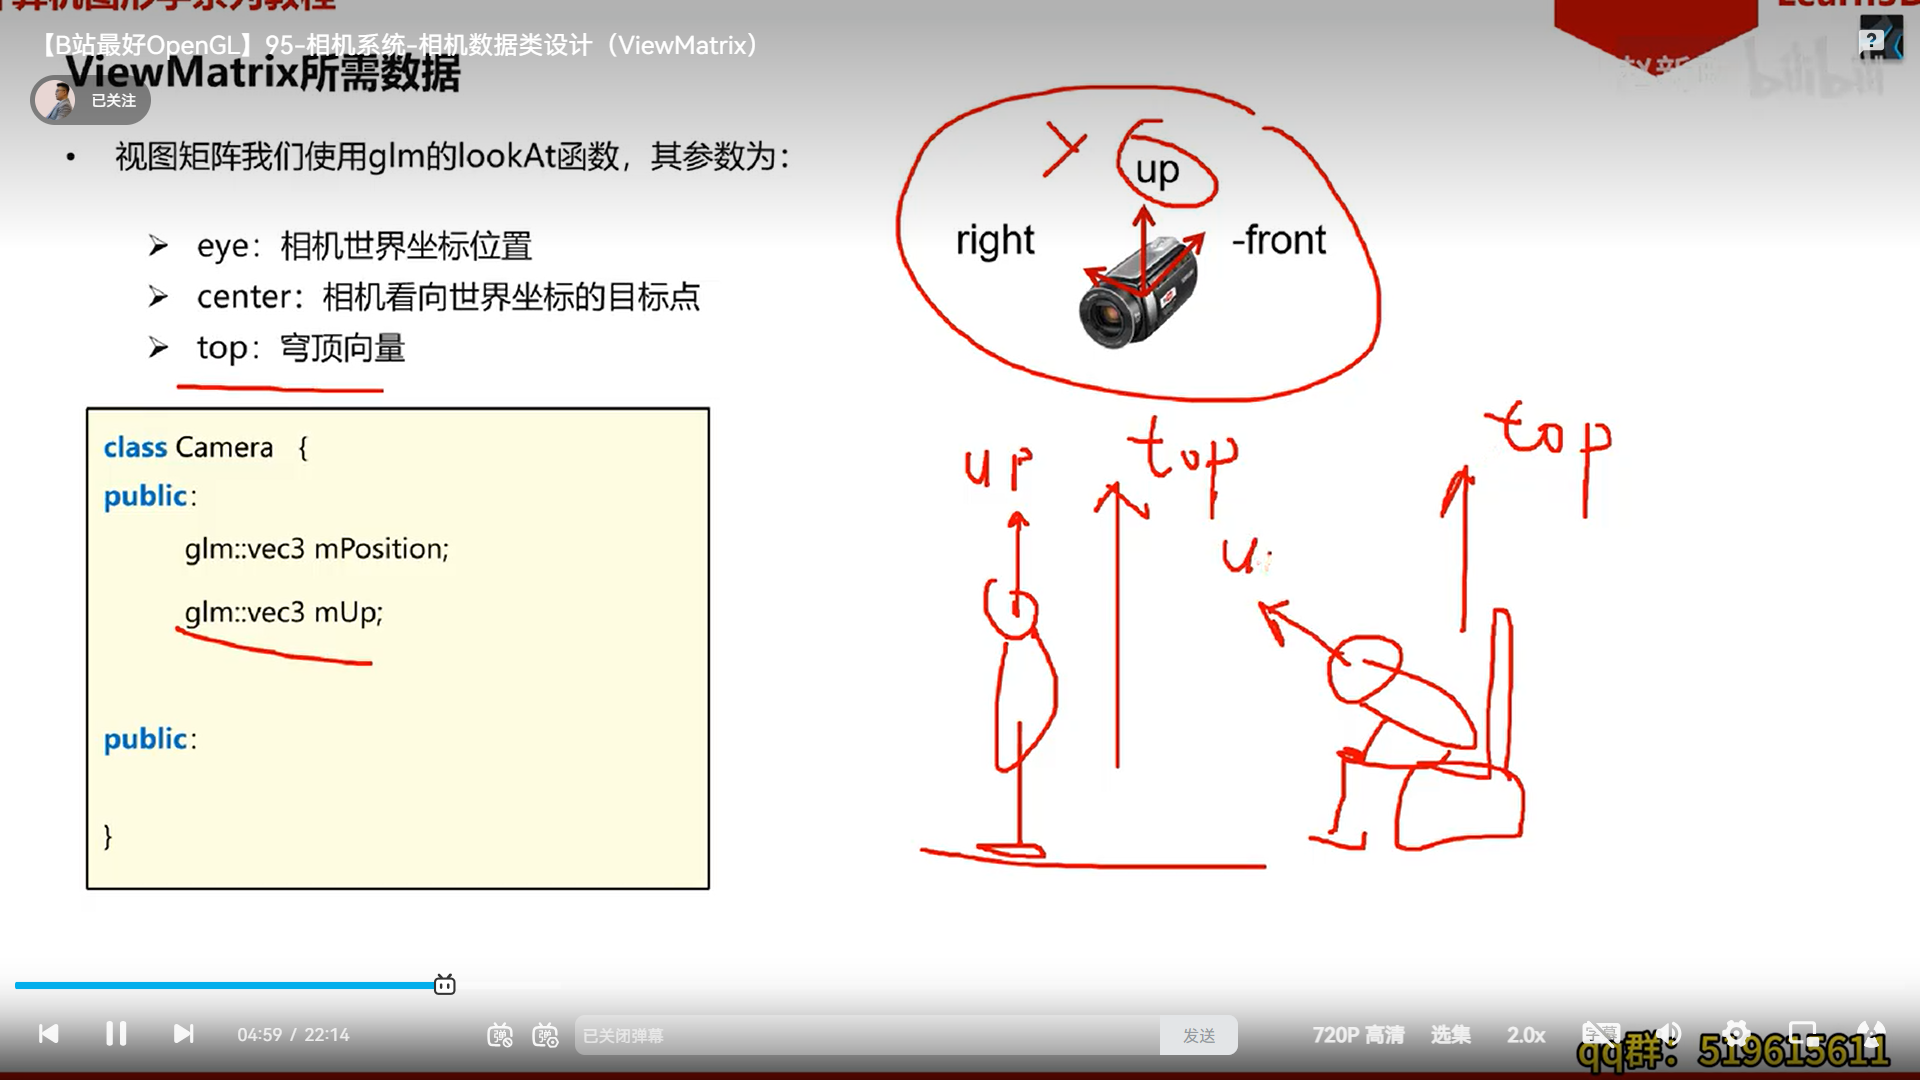 【B站最好OpenGL】95-相机系统-相机数据类设计（ViewMatrix）
ViewMatrix所需数据
已关注
bilibili
• 视图矩阵我们使用glm的lookAt函数，其参数为：
➢ eye：相机世界坐标位置
➢ center：相机看向世界坐标的目标点
➢ top：穹顶向量
class Camera {
public:
glm::vec3 mPosition;
glm::vec3 mUp;
public:
}
Y
up
right
-front
up
top
u
top
04:59 / 22:14
弹
弹
已关闭弹幕
发送
720P 高清
选集
2.0x
字幕
qq群：519615611